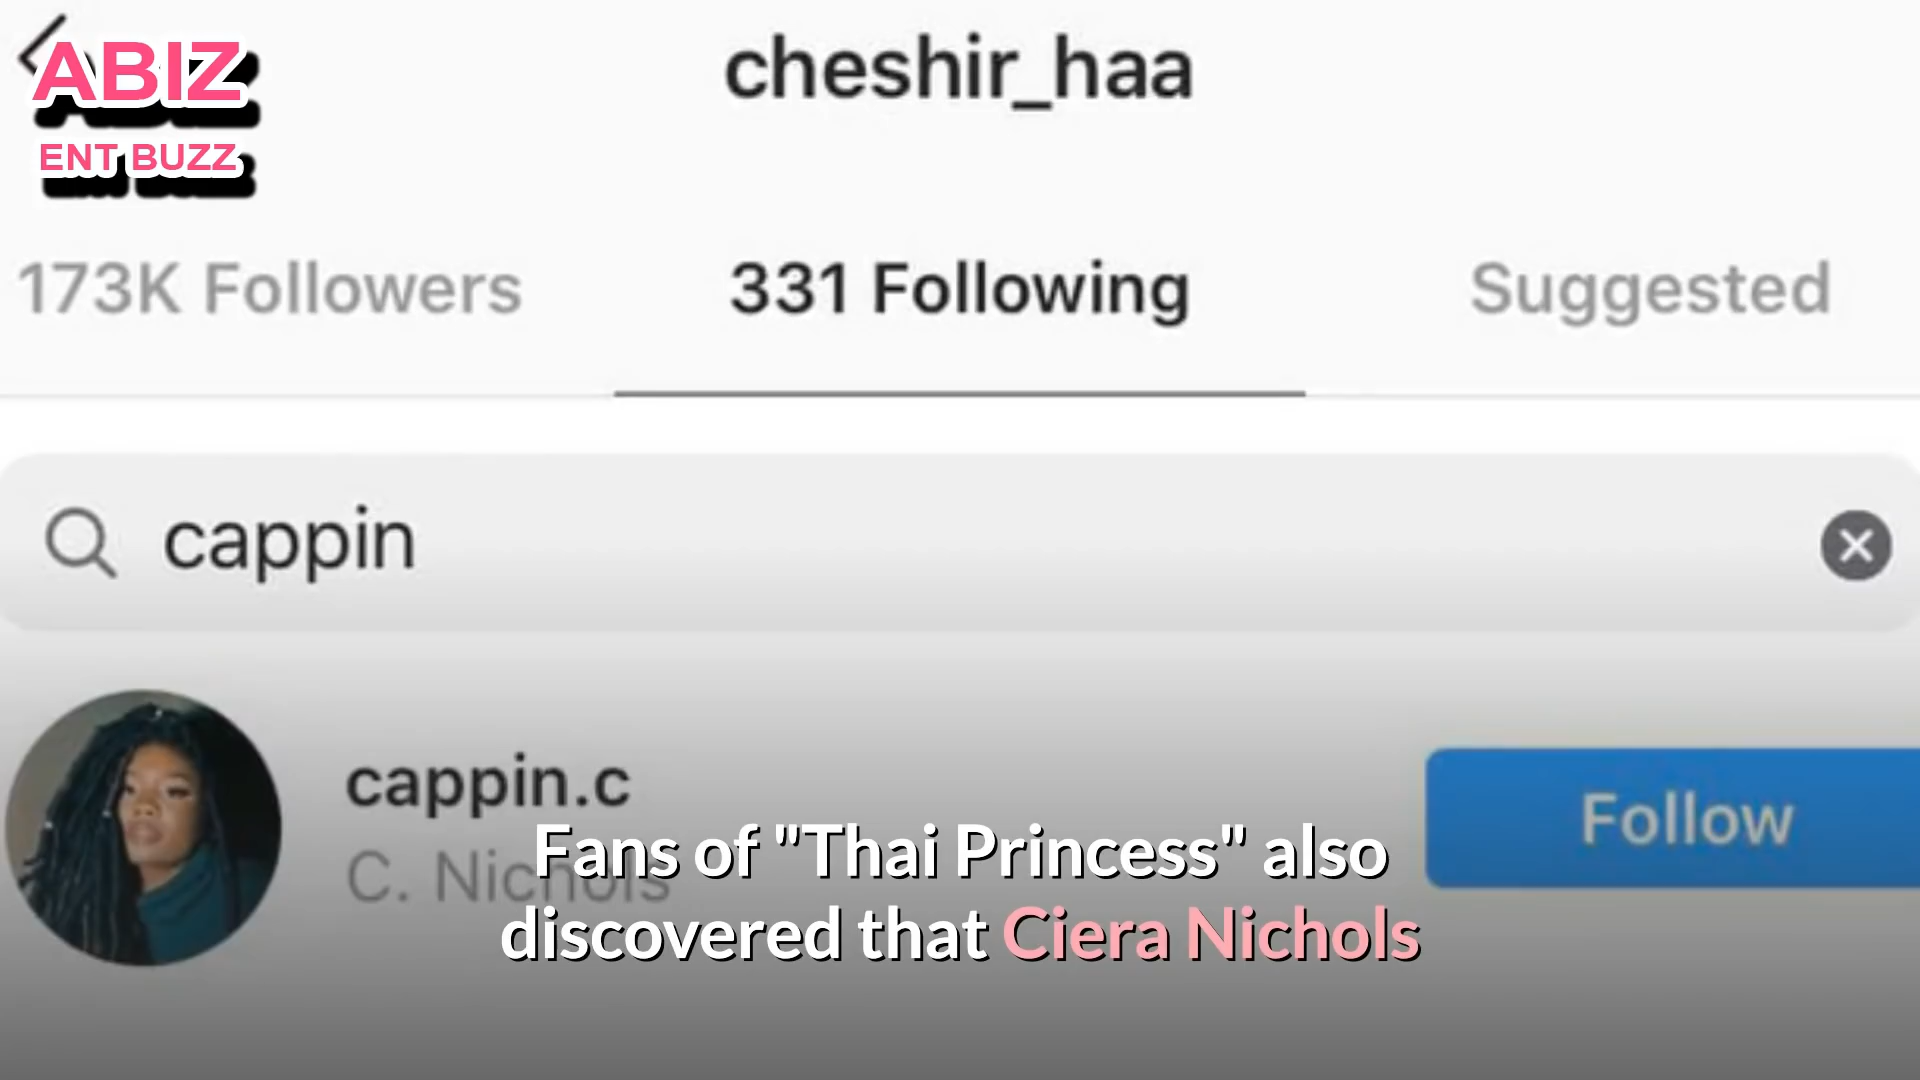 ABIZ
ENT BUZZ
cheshir_haa
173K Followers
331 Following
Suggested
cappin
cappin.c
C. Nichols
Follow
Fans of "Thai Princess" also
discovered that Ciera Nichols